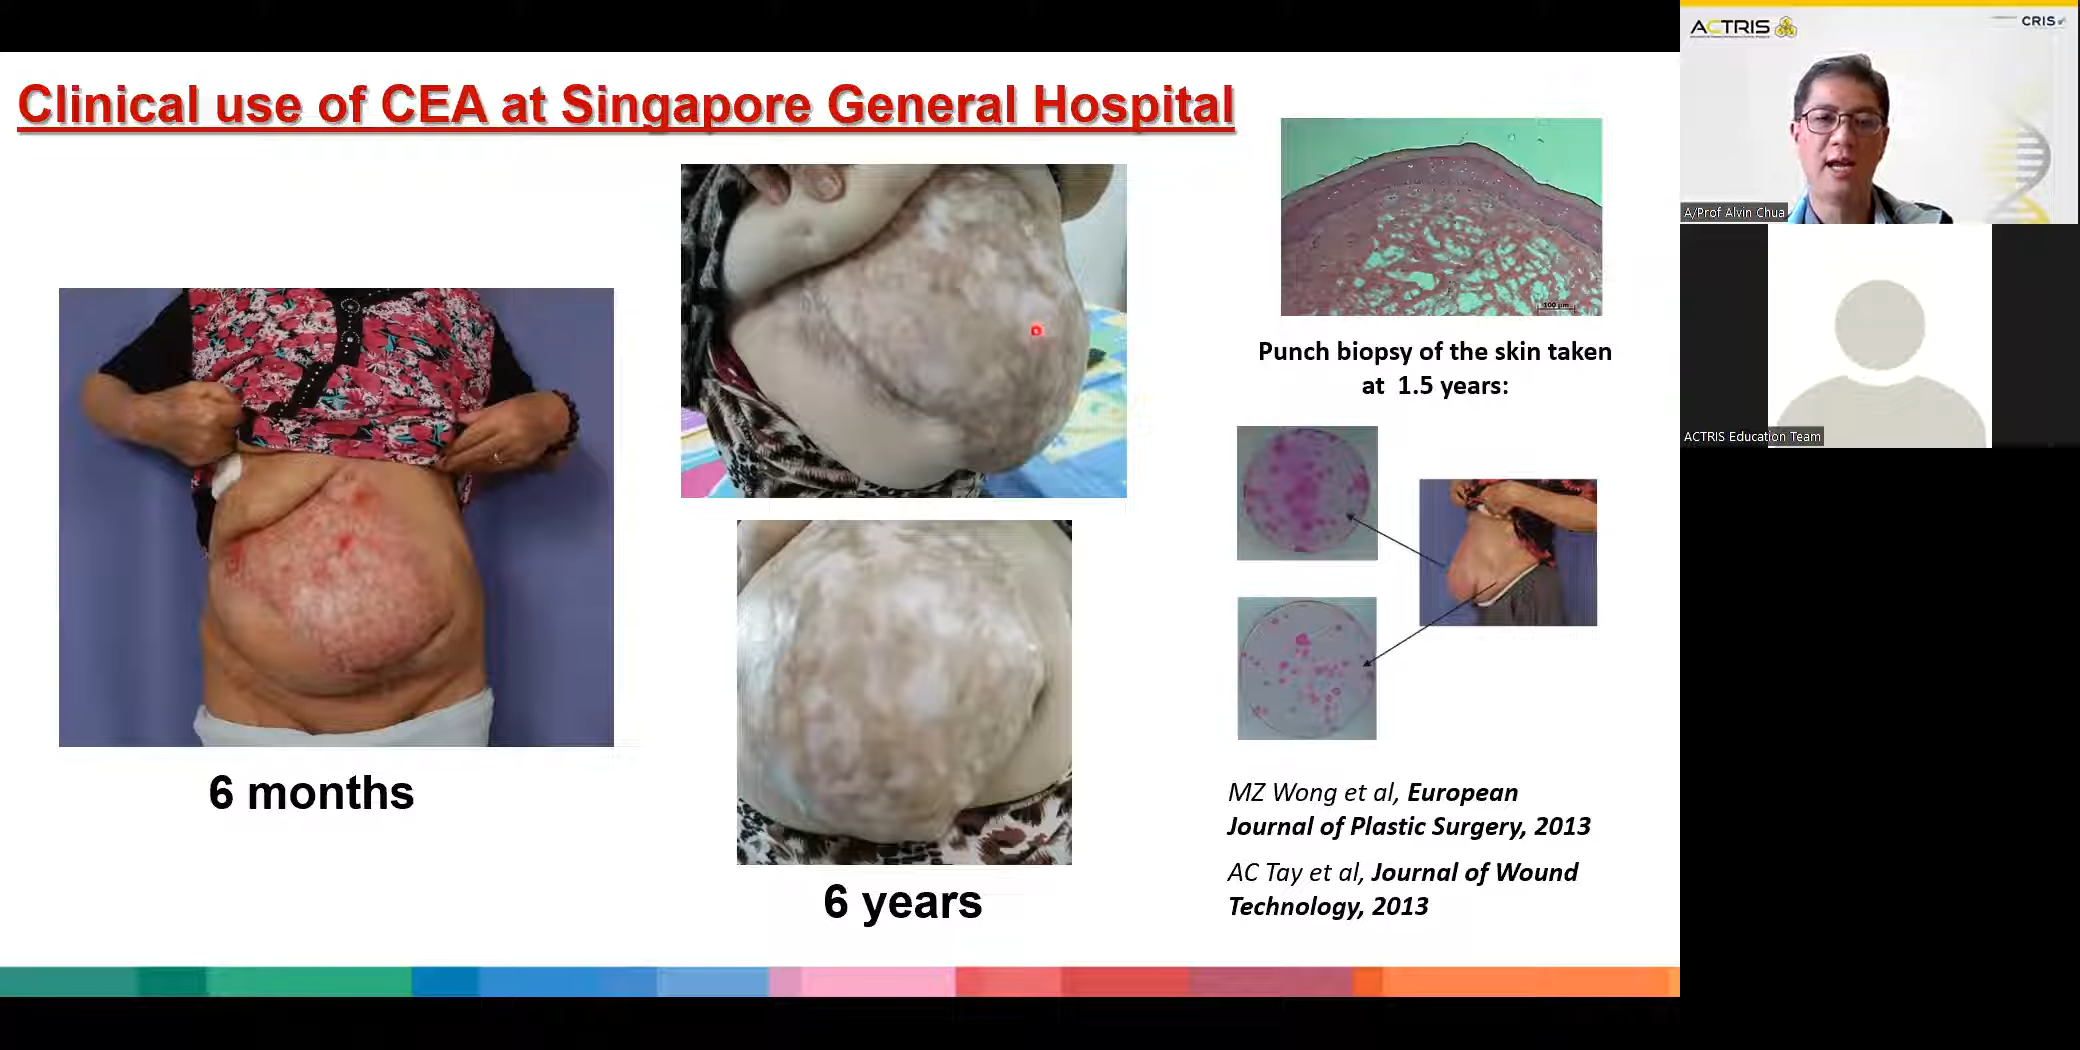 Clinical use of CEA at Singapore General Hospital
6 months
6 years
100 µm
Punch biopsy of the skin taken
at 1.5 years:
MZ Wong et al, European
Journal of Plastic Surgery, 2013
AC Tay et al, Journal of Wound
Technology, 2013
ACTRIS
CRIS
A/Prof Alvin Chua
ACTRIS Education Team